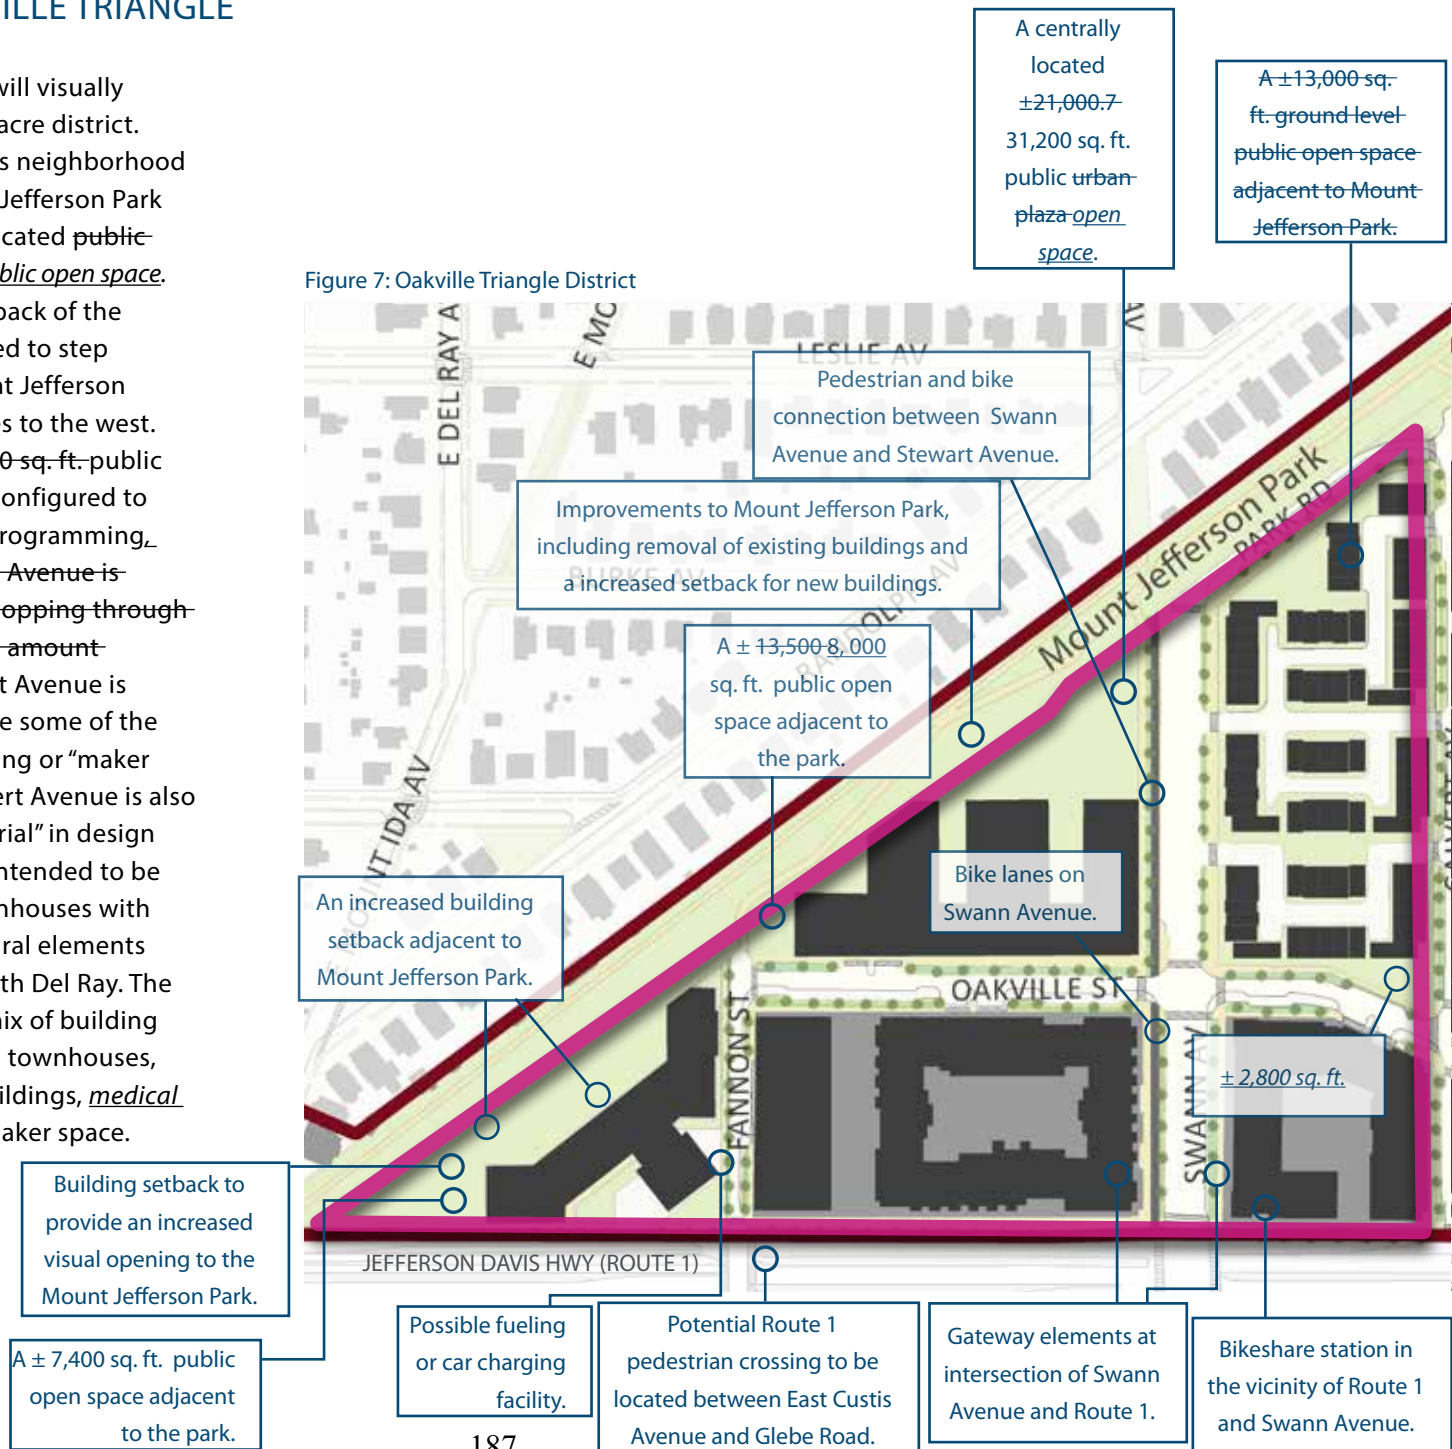 VILLE TRIANGLE
will visually
acre district.
s neighborhood
Jefferson Park
cated public
blic open space.
back of the
ed to step
nt Jefferson
es to the west.
0 sq. ft. public
onfigured to
rogramming,
Avenue is
opping through
amount
t Avenue is
e some of the
ing or “maker
ert Avenue is also
rial” in design
ntended to be
nhouses with
ral elements
th Del Ray. The
nix of building
townhouses,
uildings, medical
aker space.
A centrally
located
±21,000.7
31,200 sq. ft.
public urban
plaza open
space.
A ±13,000 sq.
ft. ground level
public open space
adjacent to Mount
Jefferson Park.
Figure 7: Oakville Triangle District
E DEL RAY A
E MO
LESLIE AV
AV
Pedestrian and bike
connection between Swann
Avenue and Stewart Avenue.
Improvements to Mount Jefferson Park,
including removal of existing buildings and
a increased setback for new buildings.
BURKE AV
RANDOLPH AV
Mount Jefferson Park
PARK RD
A ± 13,500 8,000
sq. ft. public open
space adjacent to
the park.
E MOUNT IDA AV
Bike lanes on
Swann Avenue.
An increased building
setback adjacent to
Mount Jefferson Park.
OAKVILLE ST
FANNON ST
SWANN AV
± 2,800 sq. ft.
Building setback to
provide an increased
visual opening to the
Mount Jefferson Park.
JEFFERSON DAVIS HWY (ROUTE 1)
A ± 7,400 sq. ft. public
open space adjacent
to the park.
Possible fueling
or car charging
facility.
Potential Route 1
pedestrian crossing to be
located between East Custis
Avenue and Glebe Road.
Gateway elements at
intersection of Swann
Avenue and Route 1.
Bikeshare station in
the vicinity of Route 1
and Swann Avenue.
187